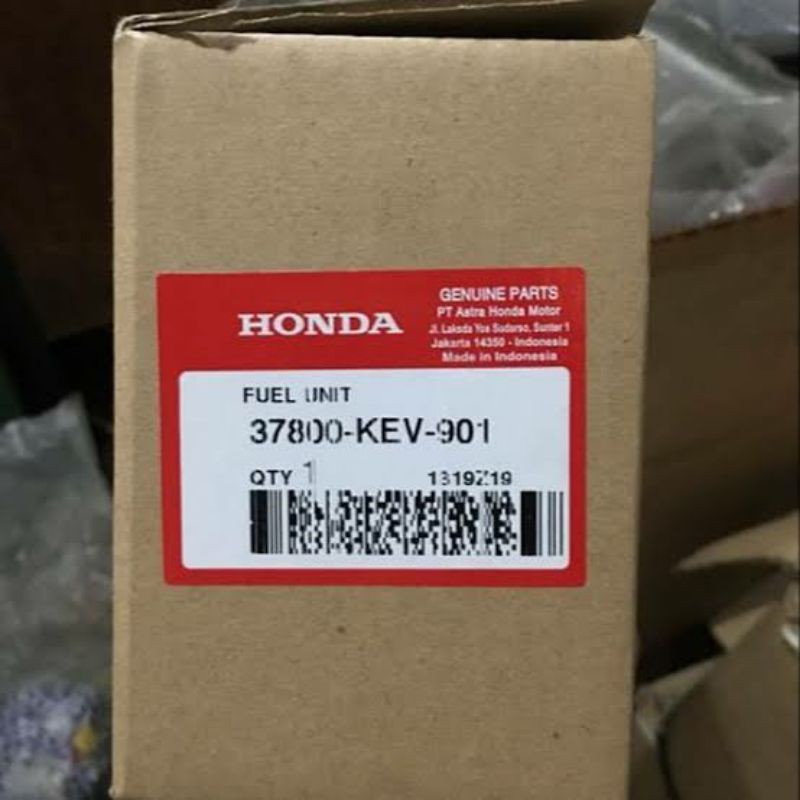 HONDA
GENUINE PARTS
PT Astra Honda Motor
Jl. Laksda Yos Sudarso, Sunter 1
Jakarta 14350 - Indonesia
Made in Indonesia
FUEL UNIT
37800-KEV-901
QTY 1
1319Z19